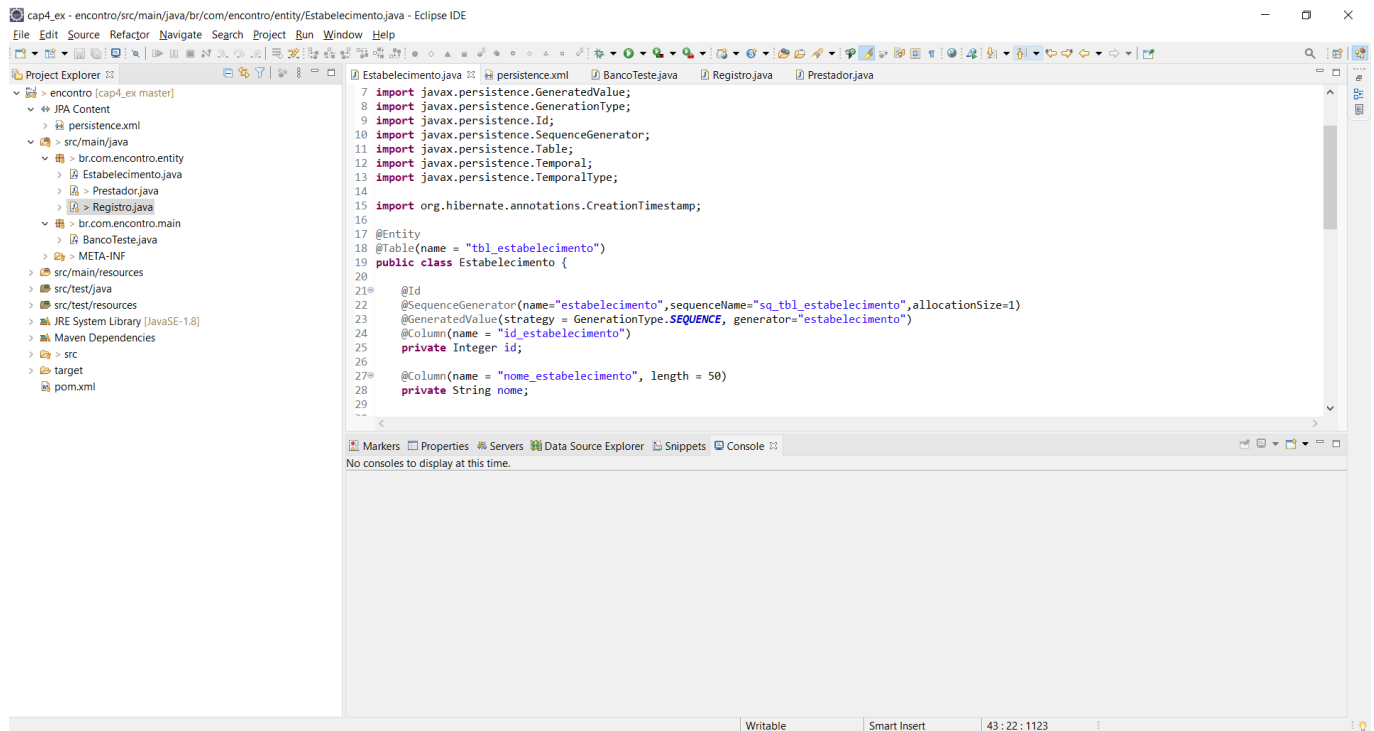 cap4_ex - encontro/src/main/java/br/com/encontro/entity/Estabelecimento.java - Eclipse IDE
File Edit Source Refactor Navigate Search Project Run Window Help
Project Explorer
encontro [cap4_ex master]
JPA Content
persistence.xml
> src/main/java
> br.com.encontro.entity
Estabelecimento.java
> Prestador.java
> Registro.java
> br.com.encontro.main
BancoTeste.java
> META-INF
src/main/resources
src/test/java
src/test/resources
JRE System Library [JavaSE-1.8]
Maven Dependencies
> src
target
pom.xml
Estabelecimento.java persistence.xml BancoTeste.java Registro.java Prestador.java
7 import javax.persistence.GeneratedValue;
8 import javax.persistence.GenerationType;
9 import javax.persistence.Id;
10 import javax.persistence.SequenceGenerator;
11 import javax.persistence.Table;
12 import javax.persistence.Temporal;
13 import javax.persistence.TemporalType;
14
15 import org.hibernate.annotations.CreationTimestamp;
16
17 @Entity
18 @Table(name = "tbl_estabelecimento")
19 public class Estabelecimento {
20
21 @Id
22 @SequenceGenerator(name="estabelecimento",sequenceName="sq_tbl_estabelecimento",allocationSize=1)
23 @GeneratedValue(strategy = GenerationType.SEQUENCE, generator="estabelecimento")
24 @Column(name = "id_estabelecimento")
25 private Integer id;
26
27 @Column(name = "nome_estabelecimento", length = 50)
28 private String nome;
29
Markers Properties Servers Data Source Explorer Snippets Console
No consoles to display at this time.
Writable Smart Insert 43 : 22 : 1123